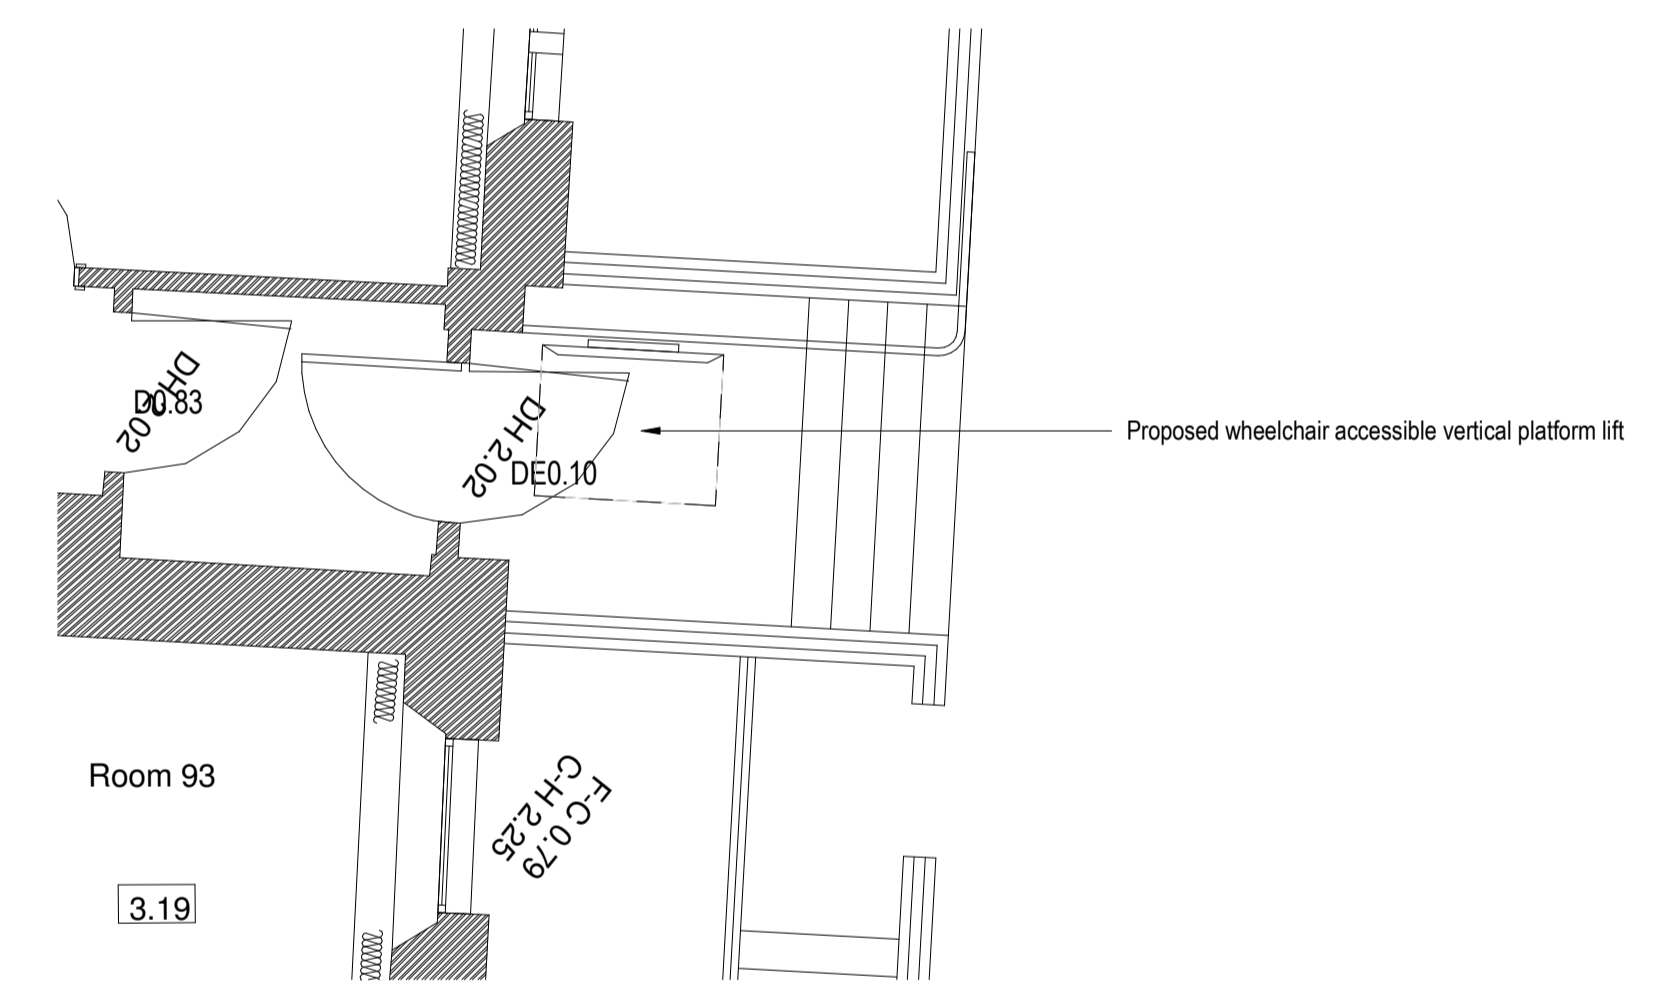 DH 2.02
D0.83
DH 2.02
DE0.10
Proposed wheelchair accessible vertical platform lift
Room 93
F-C 0.79
C-H 2.25
3.19